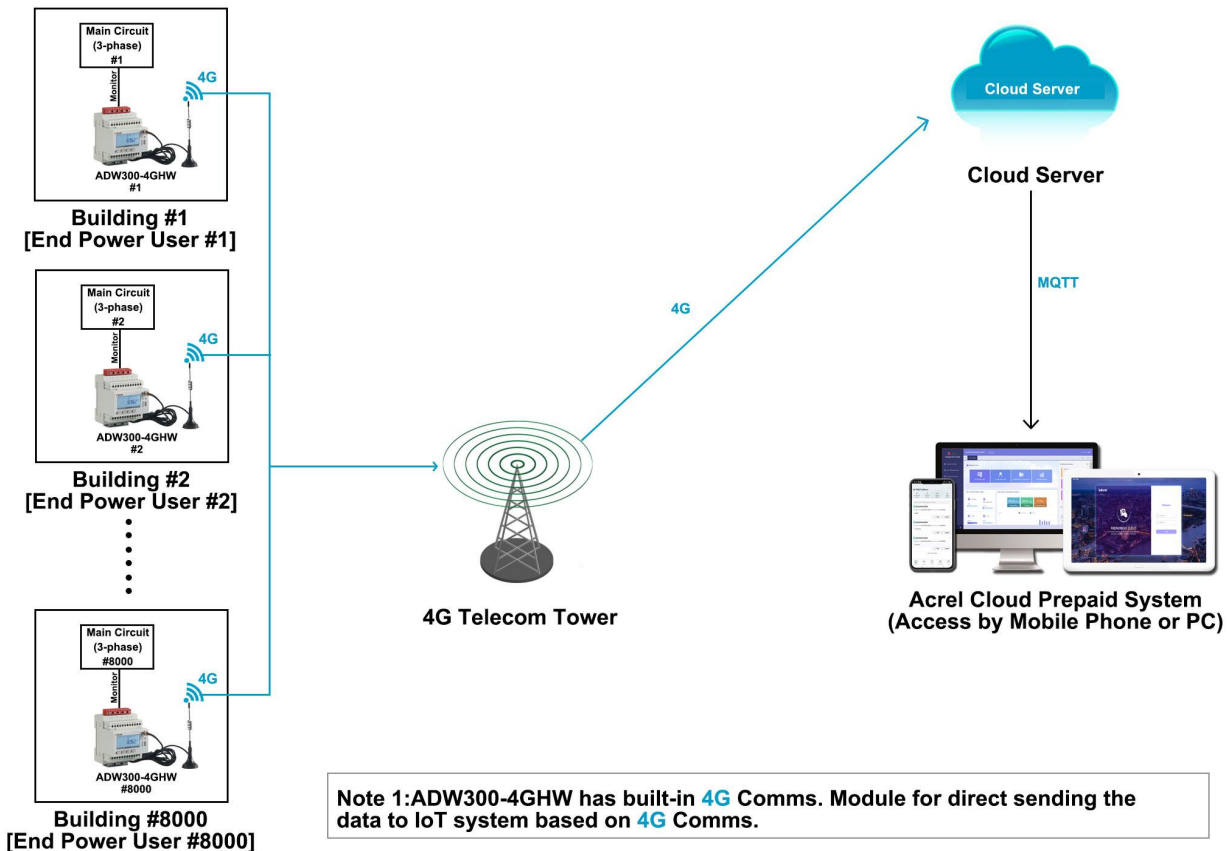 Main Circuit
(3-phase)
#1
Monitor
4G
ADW300-4GHW
#1
Building #1
[End Power User #1]
Main Circuit
(3-phase)
#2
Monitor
4G
ADW300-4GHW
#2
Building #2
[End Power User #2]
Main Circuit
(3-phase)
#8000
Monitor
4G
ADW300-4GHW
#8000
Building #8000
[End Power User #8000]
4G Telecom Tower
4G
Cloud Server
Cloud Server
MQTT
Acrel Cloud Prepaid System
(Access by Mobile Phone or PC)
Note 1:ADW300-4GHW has built-in 4G Comms. Module for direct sending the
data to IoT system based on 4G Comms.